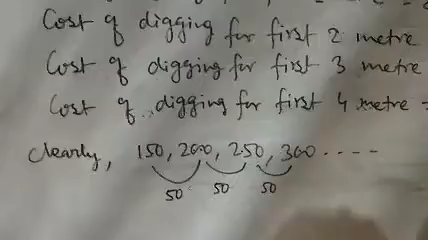 Cost of digging for first 2 metre
Cost of digging for first 3 metre
Cost of digging for first 4 metre
Clearly, 150, 200, 250, 300 ....
50 50 50